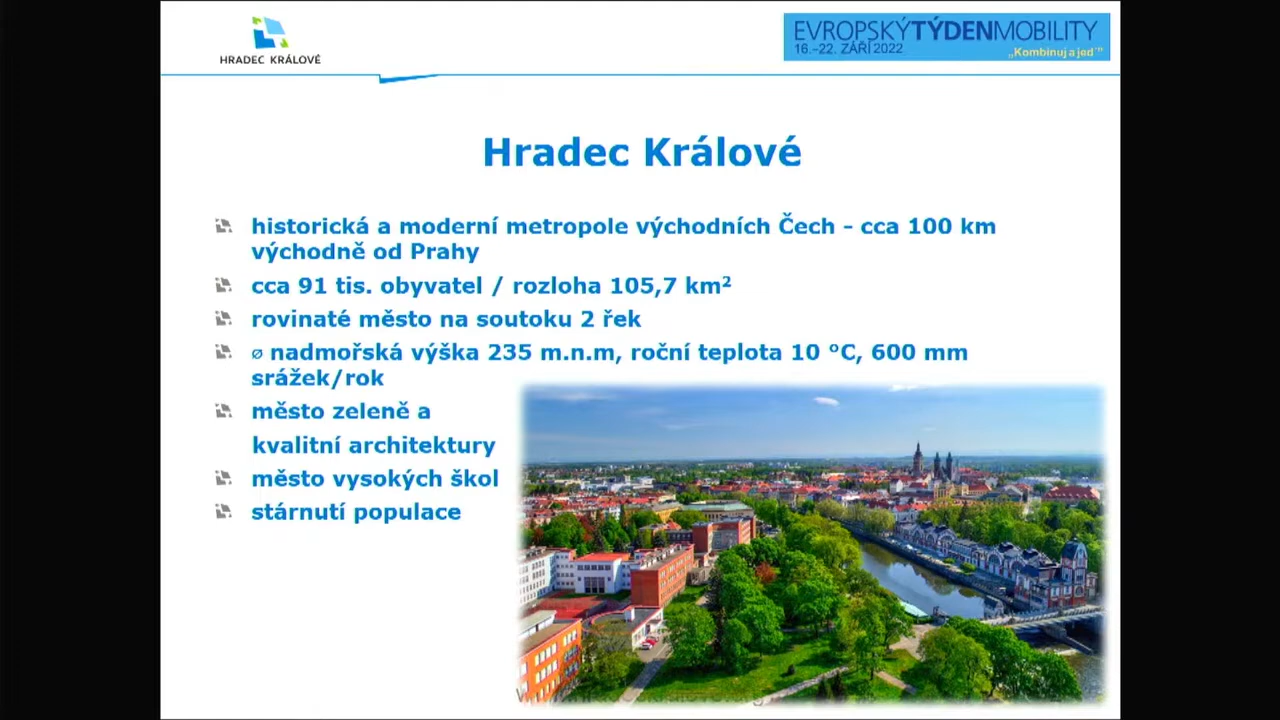 HRADEC KRÁLOVÉ
EVROPSKÝTÝDENMOBILITY
16.–22. ZÁŘÍ 2022
„Kombinuj a jeď“
Hradec Králové
historická a moderní metropole východních Čech - cca 100 km
východně od Prahy
cca 91 tis. obyvatel / rozloha 105,7 km²
rovinaté město na soutoku 2 řek
ø nadmořská výška 235 m.n.m, roční teplota 10 °C, 600 mm
srážek/rok
město zeleně a
kvalitní architektury
město vysokých škol
stárnutí populace